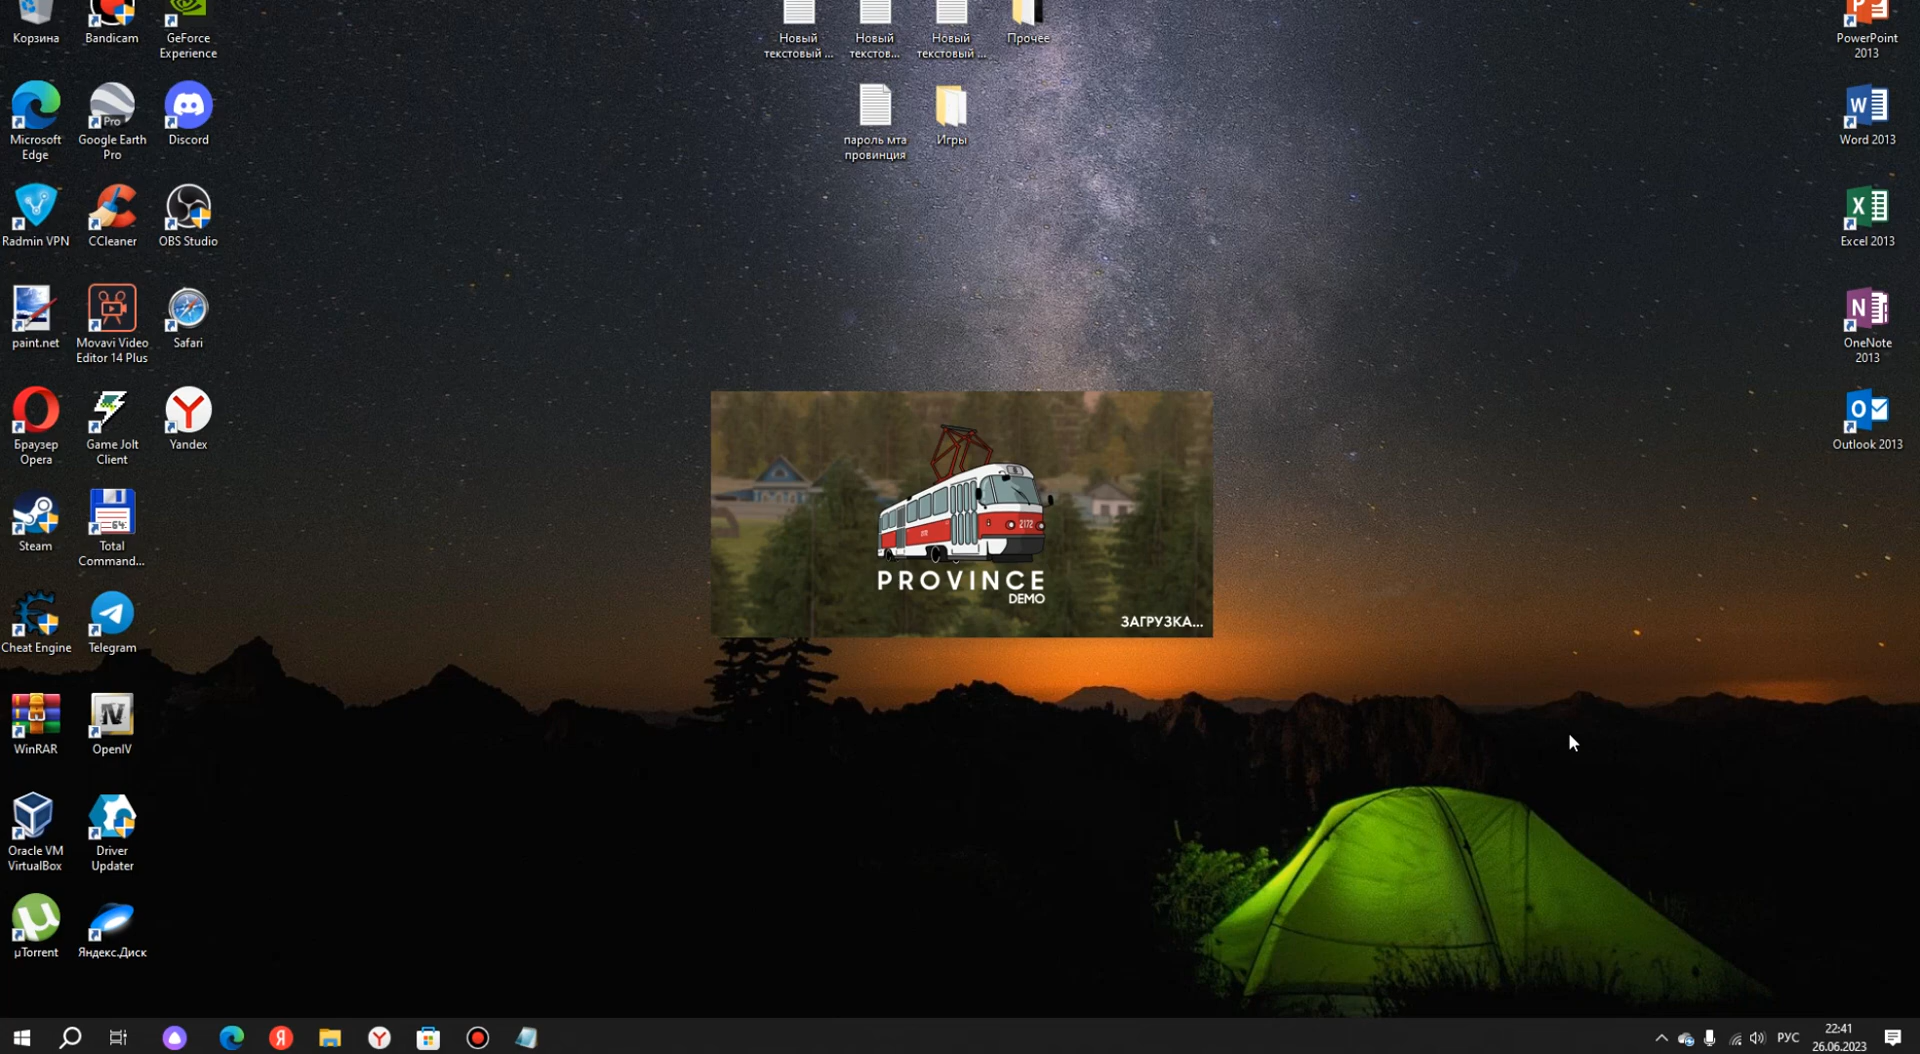 Корзина
Bandicam
GeForce
Experience
Microsoft
Edge
Google Earth
Pro
Pro
Discord
Radmin VPN
CCleaner
OBS Studio
paint.net
Movavi Video
Editor 14 Plus
Safari
Браузер
Opera
Game Jolt
Client
Yandex
Steam
64
Total
Command...
Cheat Engine
Telegram
WinRAR
OpenIV
Oracle VM
VirtualBox
Driver
Updater
µTorrent
Яндекс.Диск
Новый
текстовый ...
Новый
текстов...
Новый
текстовый ...
Прочее
пароль мта
провинция
Игры
2172
PROVINCE
DEMO
ЗАГРУЗКА...
PowerPoint
2013
Word 2013
Excel 2013
OneNote
2013
Outlook 2013
РУС
22:41
26.06.2023